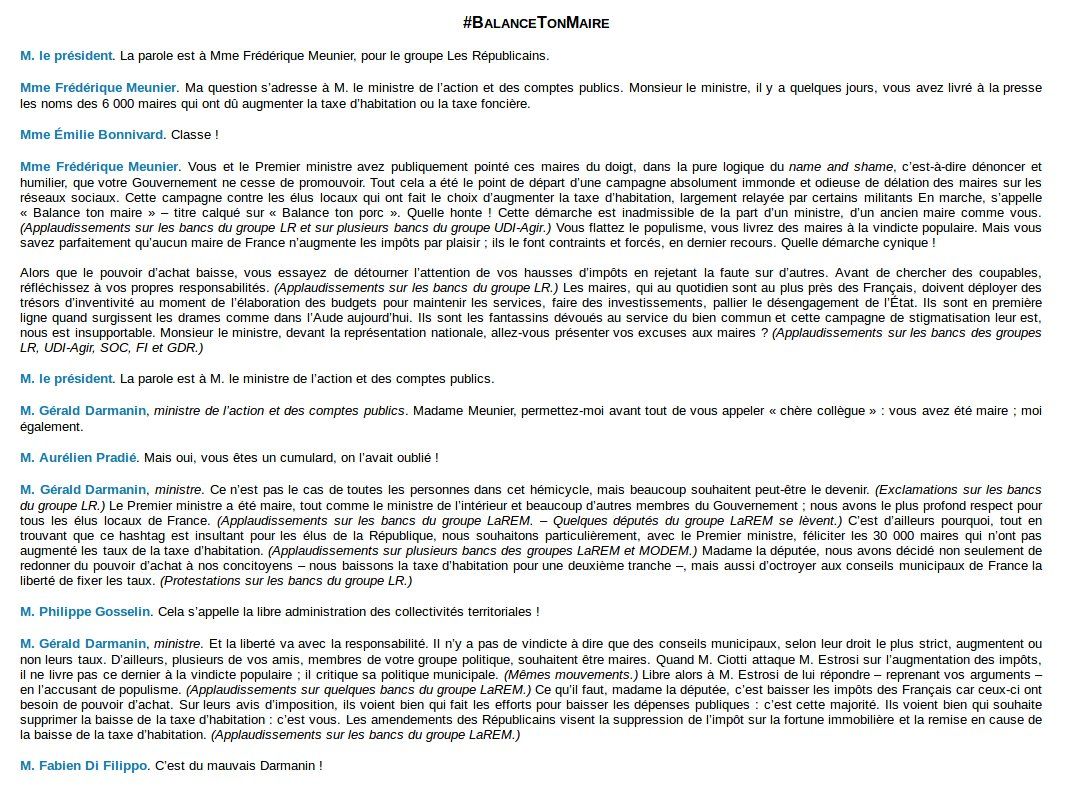 #BALANCETONMAIRE
M. le président. La parole est à Mme Frédérique Meunier, pour le groupe Les Républicains.
Mme Frédérique Meunier. Ma question s'adresse à M. le ministre de l'action et des comptes publics. Monsieur le ministre, il y a quelques jours, vous avez livré à la presse
les noms des 6 000 maires qui ont dû augmenter la taxe d'habitation ou la taxe foncière.
Mme Émilie Bonnivard. Classe !
Mme Frédérique Meunier. Vous et le Premier ministre avez publiquement pointé ces maires du doigt, dans la pure logique du name and shame, c'est-à-dire dénoncer et
humilier, que votre Gouvernement ne cesse de promouvoir. Tout cela a été le point de départ d'une campagne absolument immonde et odieuse de délation des maires sur les
réseaux sociaux. Cette campagne contre les élus locaux qui ont fait le choix d'augmenter la taxe d'habitation, largement relayée par certains militants En marche, s'appelle
« Balance ton maire » – titre calqué sur « Balance ton porc ». Quelle honte ! Cette démarche est inadmissible de la part d'un ministre, d'un ancien maire comme vous.
(Applaudissements sur les bancs du groupe LR et sur plusieurs bancs du groupe UDI-Agir.) Vous flattez le populisme, vous livrez des maires à la vindicte populaire. Mais vous
savez parfaitement qu'aucun maire de France n'augmente les impôts par plaisir ; ils le font contraints et forcés, en dernier recours. Quelle démarche cynique !
Alors que le pouvoir d'achat baisse, vous essayez de détourner l'attention de vos hausses d'impôts en rejetant la faute sur d'autres. Avant de chercher des coupables,
réfléchissez à vos propres responsabilités. (Applaudissements sur les bancs du groupe LR.) Les maires, qui au quotidien sont au plus près des Français, doivent déployer des
trésors d'inventivité au moment de l'élaboration des budgets pour maintenir les services, faire des investissements, pallier le désengagement de l'État. Ils sont en première
ligne quand surgissent les drames comme dans l'Aude aujourd'hui. Ils sont les fantassins dévoués au service du bien commun et cette campagne de stigmatisation leur est,
nous est insupportable. Monsieur le ministre, devant la représentation nationale, allez-vous présenter vos excuses aux maires ? (Applaudissements sur les bancs des groupes
LR, UDI-Agir, SOC, FI et GDR.)
M. le président. La parole est à M. le ministre de l'action et des comptes publics.
M. Gérald Darmanin, ministre de l'action et des comptes publics. Madame Meunier, permettez-moi avant tout de vous appeler « chère collègue » : vous avez été maire ; moi
également.
M. Aurélien Pradié. Mais oui, vous êtes un cumulard, on l'avait oublié !
M. Gérald Darmanin, ministre. Ce n'est pas le cas de toutes les personnes dans cet hémicycle, mais beaucoup souhaitent peut-être le devenir. (Exclamations sur les bancs
du groupe LR.) Le Premier ministre a été maire, tout comme le ministre de l'intérieur et beaucoup d'autres membres du Gouvernement ; nous avons le plus profond respect pour
tous les élus locaux de France. (Applaudissements sur les bancs du groupe LaREM. – Quelques députés du groupe LaREM se lèvent.) C'est d'ailleurs pourquoi, tout en
trouvant que ce hashtag est insultant pour les élus de la République, nous souhaitons particulièrement, avec le Premier ministre, féliciter les 30 000 maires qui n'ont pas
augmenté les taux de la taxe d'habitation. (Applaudissements sur plusieurs bancs des groupes LaREM et MODEM.) Madame la députée, nous avons décidé non seulement de
redonner du pouvoir d'achat à nos concitoyens – nous baissons la taxe d'habitation pour une deuxième tranche –, mais aussi d'octroyer aux conseils municipaux de France la
liberté de fixer les taux. (Protestations sur les bancs du groupe LR.)
M. Philippe Gosselin. Cela s'appelle la libre administration des collectivités territoriales !
M. Gérald Darmanin, ministre. Et la liberté va avec la responsabilité. Il n'y a pas de vindicte à dire que des conseils municipaux, selon leur droit le plus strict, augmentent ou
non leurs taux. D'ailleurs, plusieurs de vos amis, membres de votre groupe politique, souhaitent être maires. Quand M. Ciotti attaque M. Estrosi sur l'augmentation des impôts,
il ne livre pas ce dernier à la vindicte populaire ; il critique sa politique municipale. (Mêmes mouvements.) Libre alors à M. Estrosi de lui répondre – reprenant vos arguments –
en l'accusant de populisme. (Applaudissements sur quelques bancs du groupe LaREM.) Ce qu'il faut, madame la députée, c'est baisser les impôts des Français car ceux-ci ont
besoin de pouvoir d'achat. Sur leurs avis d'imposition, ils voient bien qui fait les efforts pour baisser les dépenses publiques : c'est cette majorité. Ils voient bien qui souhaite
supprimer la baisse de la taxe d'habitation : c'est vous. Les amendements des Républicains visent la suppression de l'impôt sur la fortune immobilière et la remise en cause de
la baisse de la taxe d'habitation. (Applaudissements sur les bancs du groupe LaREM.)
M. Fabien Di Filippo. C'est du mauvais Darmanin !